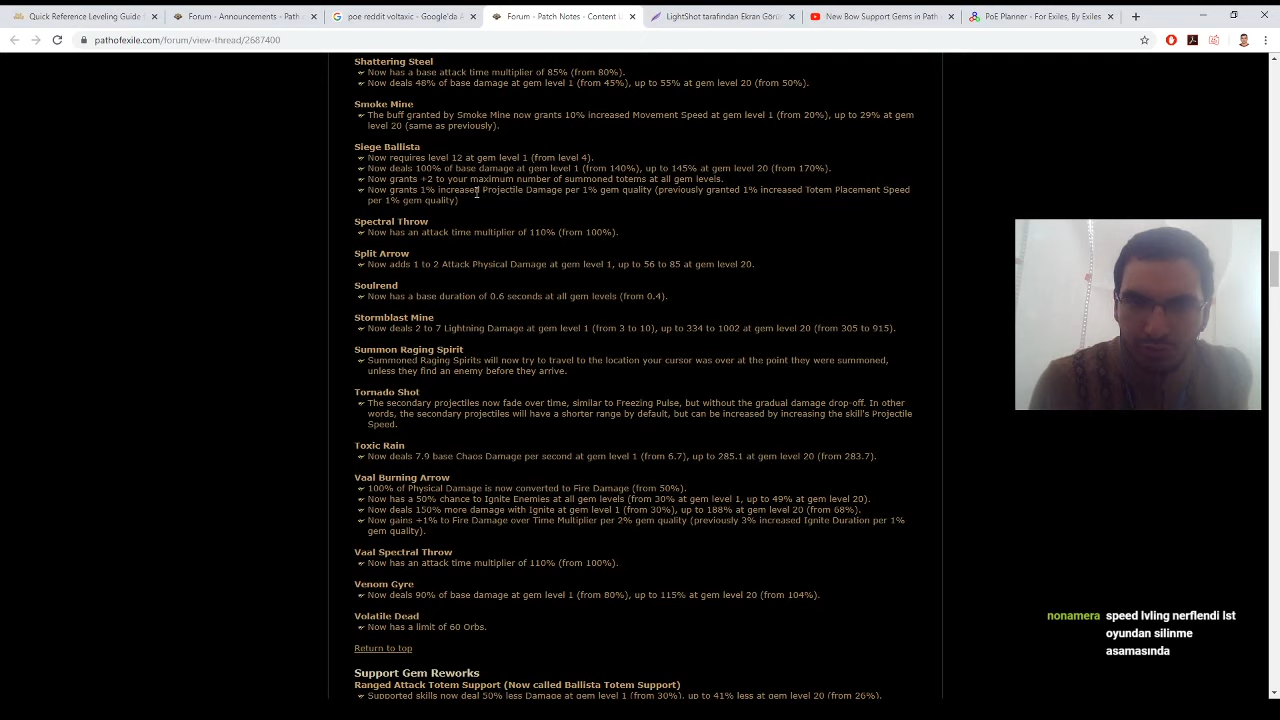 Quick Reference Leveling Guide
Forum - Announcements - Path
poe reddit voltaxic - Google'da
Forum - Patch Notes - Content
LightShot tarafından Ekran Görü
New Bow Support Gems in Path
PoE Planner - For Exiles, By Exiles
pathofexile.com/forum/view-thread/2687400
Shattering Steel
Now has a base attack time multiplier of 85% (from 80%).
Now deals 48% of base damage at gem level 1 (from 45%), up to 55% at gem level 20 (from 50%).
Smoke Mine
The buff granted by Smoke Mine now grants 10% increased Movement Speed at gem level 1 (from 20%), up to 29% at gem
level 20 (same as previously).
Siege Ballista
Now requires level 12 at gem level 1 (from level 4).
Now deals 100% of base damage at gem level 1 (from 140%), up to 145% at gem level 20 (from 170%).
Now grants +2 to your maximum number of summoned totems at all gem levels.
Now grants 1% increased Projectile Damage per 1% gem quality (previously granted 1% increased Totem Placement Speed
per 1% gem quality)
Spectral Throw
Now has an attack time multiplier of 110% (from 100%).
Split Arrow
Now adds 1 to 2 Attack Physical Damage at gem level 1, up to 56 to 85 at gem level 20.
Soulrend
Now has a base duration of 0.6 seconds at all gem levels (from 0.4).
Stormblast Mine
Now deals 2 to 7 Lightning Damage at gem level 1 (from 3 to 10), up to 334 to 1002 at gem level 20 (from 305 to 915).
Summon Raging Spirit
Summoned Raging Spirits will now try to travel to the location your cursor was over at the point they were summoned,
unless they find an enemy before they arrive.
Tornado Shot
The secondary projectiles now fade over time, similar to Freezing Pulse, but without the gradual damage drop-off. In other
words, the secondary projectiles will have a shorter range by default, but can be increased by increasing the skill's Projectile
Speed.
Toxic Rain
Now deals 7.9 base Chaos Damage per second at gem level 1 (from 6.7), up to 285.1 at gem level 20 (from 283.7).
Vaal Burning Arrow
100% of Physical Damage is now converted to Fire Damage (from 50%).
Now has a 50% chance to Ignite Enemies at all gem levels (from 30% at gem level 1, up to 49% at gem level 20).
Now deals 150% more damage with Ignite at gem level 1 (from 30%), up to 188% at gem level 20 (from 68%).
Now gains +1% to Fire Damage over Time Multiplier per 2% gem quality (previously 3% increased Ignite Duration per 1%
gem quality).
Vaal Spectral Throw
Now has an attack time multiplier of 110% (from 100%).
Venom Gyre
Now deals 90% of base damage at gem level 1 (from 80%), up to 115% at gem level 20 (from 104%).
Volatile Dead
Now has a limit of 60 Orbs.
Return to top
Support Gem Reworks
Ranged Attack Totem Support (Now called Ballista Totem Support)
Supported skills now deal 50% less Damage at gem level 1 (from 30%), up to 41% less at gem level 20 (from 26%).
nonamera speed lvling nerflendi lst
oyundan silinme
asamasında